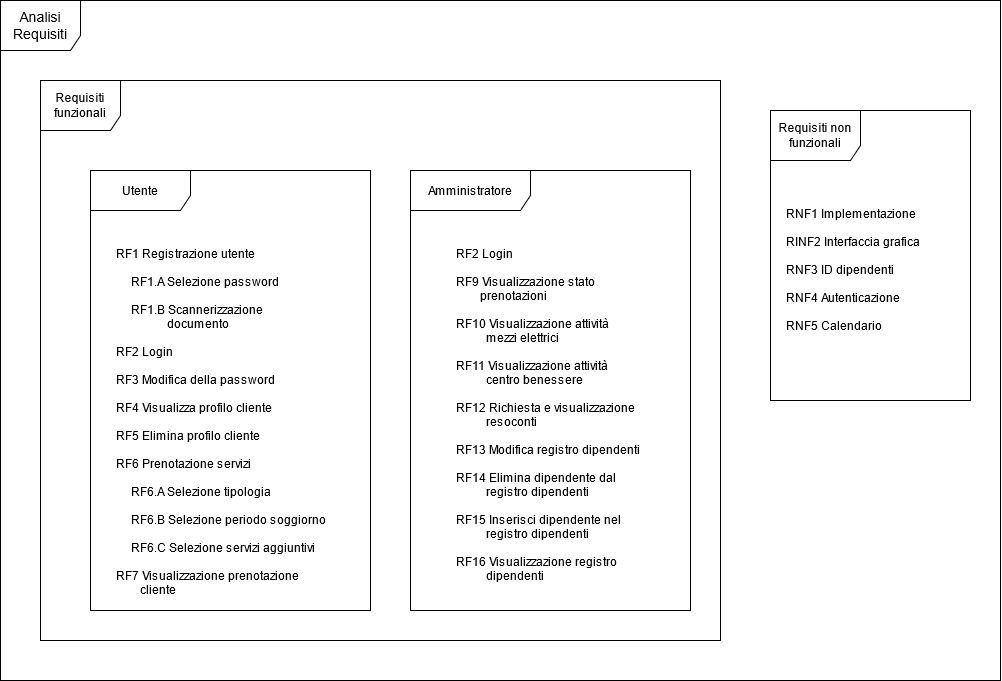 Analisi
Requisiti
Requisiti
funzionali
Utente
RF1 Registrazione utente
RF1.A Selezione password
RF1.B Scannerizzazione
documento
RF2 Login
RF3 Modifica della password
RF4 Visualizza profilo cliente
RF5 Elimina profilo cliente
RF6 Prenotazione servizi
RF6.A Selezione tipologia
RF6.B Selezione periodo soggiorno
RF6.C Selezione servizi aggiuntivi
RF7 Visualizzazione prenotazione
cliente
Amministratore
RF2 Login
RF9 Visualizzazione stato
prenotazioni
RF10 Visualizzazione attività
mezzi elettrici
RF11 Visualizzazione attività
centro benessere
RF12 Richiesta e visualizzazione
resoconti
RF13 Modifica registro dipendenti
RF14 Elimina dipendente dal
registro dipendenti
RF15 Inserisci dipendente nel
registro dipendenti
RF16 Visualizzazione registro
dipendenti
Requisiti non
funzionali
RNF1 Implementazione
RINF2 Interfaccia grafica
RNF3 ID dipendenti
RNF4 Autenticazione
RNF5 Calendario